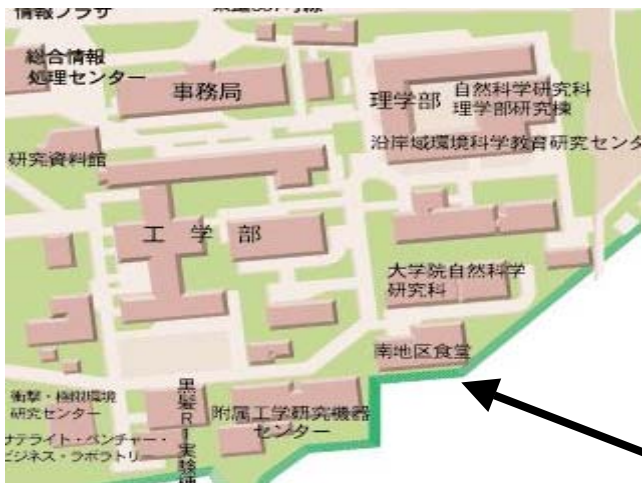 情報プラザ
総合情報
処理センター
事務局
理学部
自然科学研究科
理学部研究棟
沿岸域環境科学教育研究センタ
研究資料館
工 学 部
大学院自然科学
研究科
南地区食堂
衝撃・極限環境
研究センター
黒髪RI実験
附属工学研究機器
センター
サテライト・ベンチャー・
ビジネス・ラボラトリー